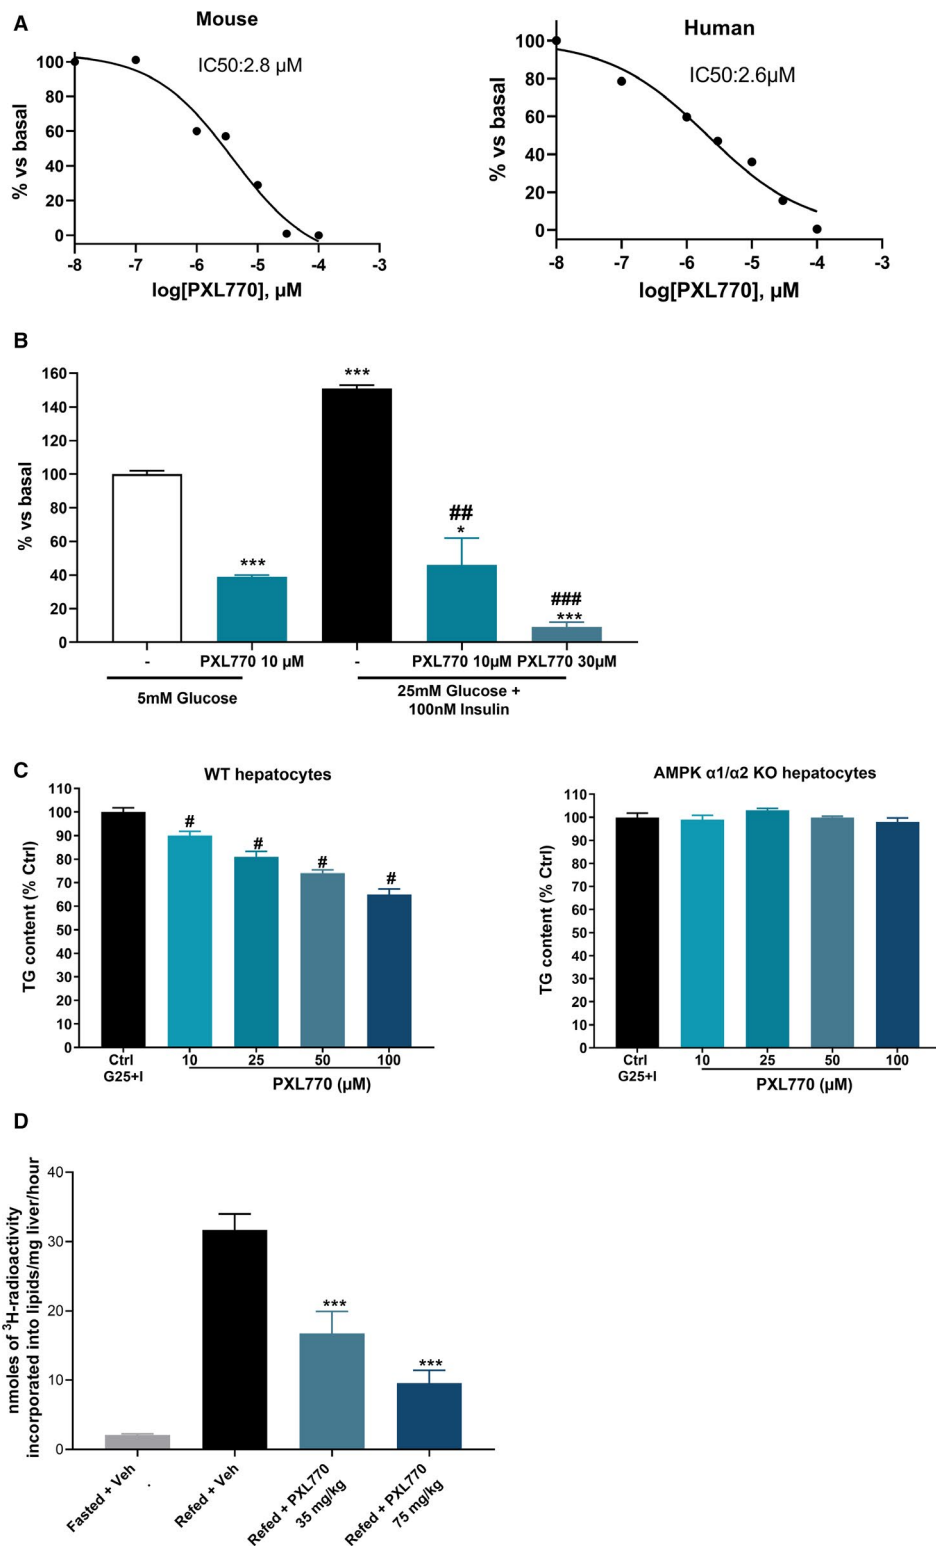 A
Mouse
IC50:2.8 μM
% vs basal
100
80
60
40
20
0
-8 -7 -6 -5 -4 -3
log[PXL770], μM
Human
IC50:2.6μM
% vs basal
100
80
60
40
20
0
-8 -7 -6 -5 -4 -3
log[PXL770], μM
B
% vs basal
160
140
120
100
80
60
40
20
0
***
***
##
*
###
***
- PXL770 10 μM - PXL770 10μM PXL770 30μM
5mM Glucose
25mM Glucose +
100nM Insulin
C
WT hepatocytes
TG content (% Ctrl)
110
100
90
80
70
60
50
40
30
20
10
0
# # # #
Ctrl 10 25 50 100
G25+I
PXL770 (μM)
AMPK α1/α2 KO hepatocytes
TG content (% Ctrl)
110
100
90
80
70
60
50
40
30
20
10
0
Ctrl 10 25 50 100
G25+I
PXL770 (μM)
D
nmoles of ³H-radioactivity
incorporated into lipids/mg liver/hour
40
30
20
10
0
***
***
Fasted + Veh
.
Refed + Veh
Refed + PXL770
35 mg/kg
Refed + PXL770
75 mg/kg